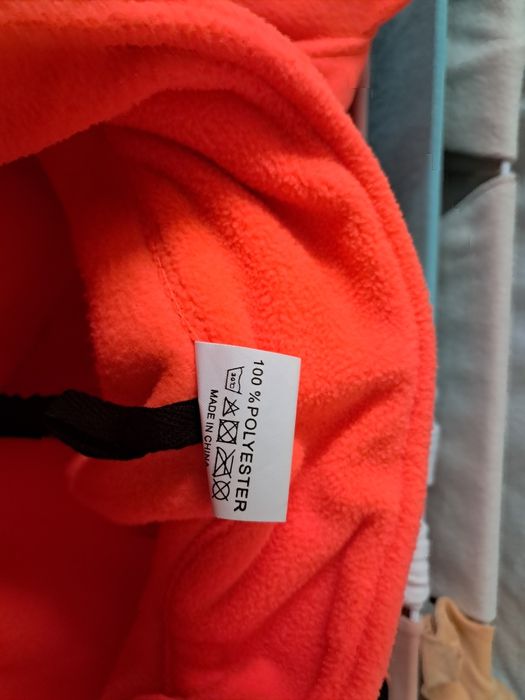 100 % POLYESTER
30℃
MADE IN CHINA